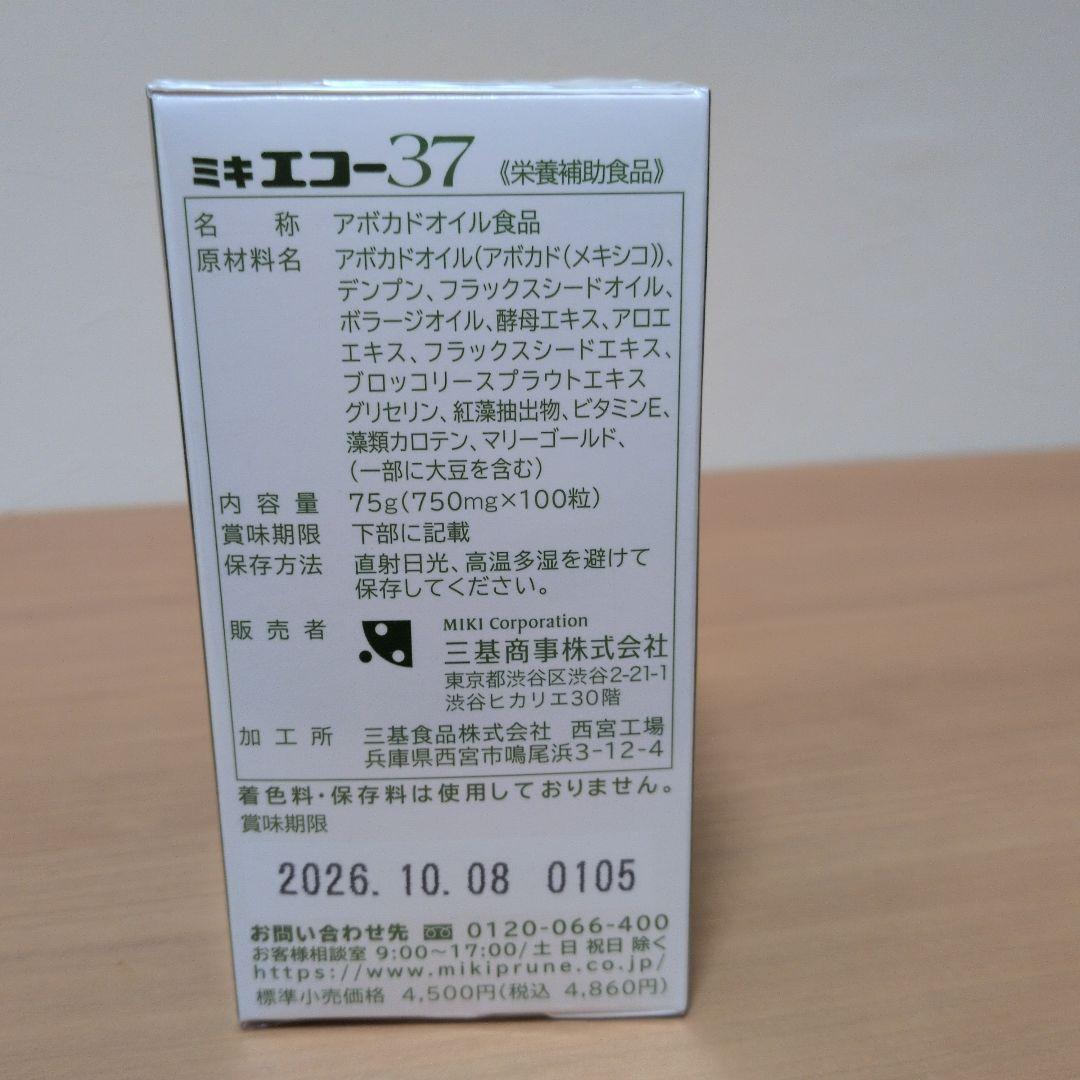 ミキエコー37 《栄養補助食品》
名称 アボカドオイル食品
原材料名 アボカドオイル(アボカド(メキシコ))、
デンプン、フラックスシードオイル、
ボラージオイル、酵母エキス、アロエ
エキス、フラックスシードエキス、
ブロッコリースプラウトエキス
グリセリン、紅藻抽出物、ビタミンE、
藻類カロテン、マリーゴールド、
(一部に大豆を含む)
内容量 75g(750mg×100粒)
賞味期限 下部に記載
保存方法 直射日光、高温多湿を避けて
保存してください。
販売者 MIKI Corporation
三基商事株式会社
東京都渋谷区渋谷2-21-1
渋谷ヒカリエ30階
加工所 三基食品株式会社 西宮工場
兵庫県西宮市鳴尾浜3-12-4
着色料・保存料は使用しておりません。
賞味期限
2026.10.08 0105
お問い合わせ先 0120-066-400
お客様相談室 9:00〜17:00/土 日 祝日 除く
https://www.mikiprune.co.jp/
標準小売価格 4,500円(税込 4,860円)